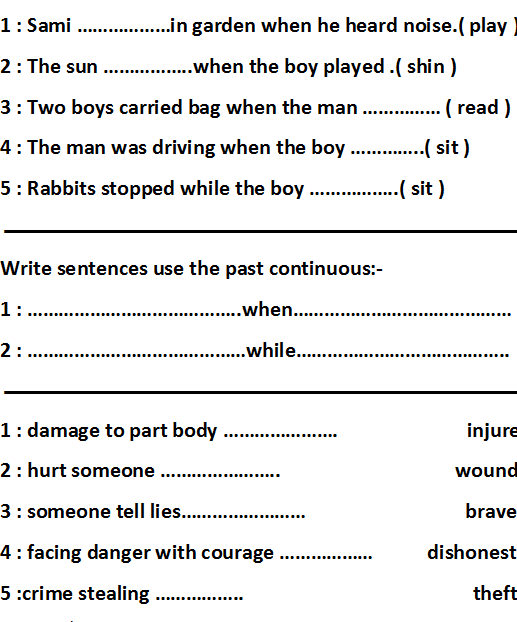 1 : Sami ..................in garden when he heard noise.( play )
2 : The sun .................when the boy played .( shin )
3 : Two boys carried bag when the man ............... ( read )
4 : The man was driving when the boy ..............( sit )
5 : Rabbits stopped while the boy .................( sit )
Write sentences use the past continuous:-
1 : .........................................when..........................................
2 : ..........................................while.........................................
1 : damage to part body ...................... injure
2 : hurt someone ....................... wound
3 : someone tell lies........................ brave
4 : facing danger with courage .................. dishonest
5 :crime stealing ................. theft